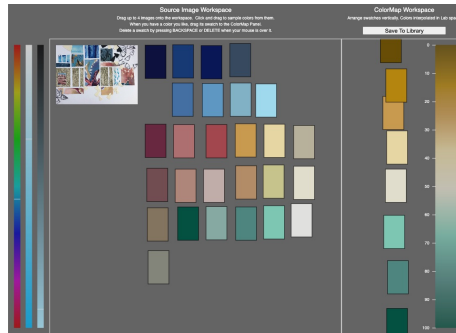 Source Image Workspace
Drag up to 4 images onto the workspace. Click and drag to sample colors from them.
When you have a color you like, drag its swatch to the ColorMap Panel
Delete a swatch by pressing BACKSPACE or DELETE when your mouse is over it.
ColorMap Workspace
Arrange swatches vertically. Colors interpolated in Lab
Save To Library
0
10
20
30
40
50
60
70
80
90
100